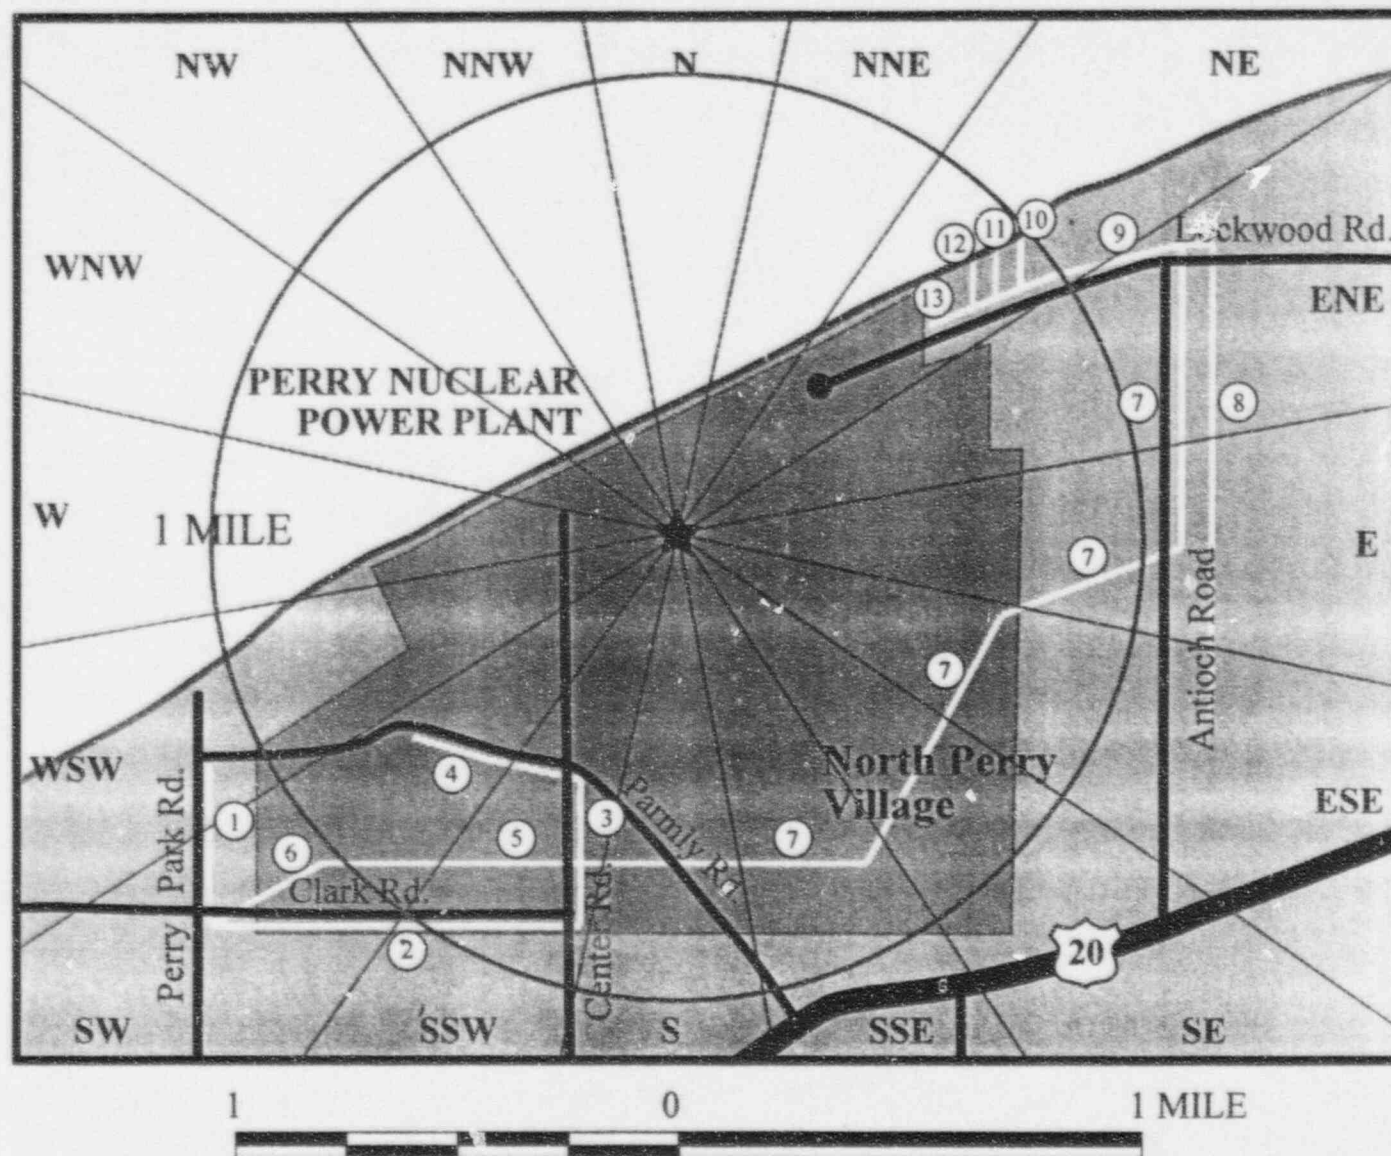 NW
NNW
N
NNE
NE
WNW
10
11
12
9
Lockwood Rd.
13
ENE
PERRY NUCLEAR
POWER PLANT
7
8
W
1 MILE
E
7
Antioch Road
7
North Perry
Village
WSW
4
Perry Park Rd.
1
5
3
Parmly Rd.
7
ESE
6
Clark Rd.
2
Center Rd.
20
SW
SSW
S
SSE
SE
1
0
1 MILE